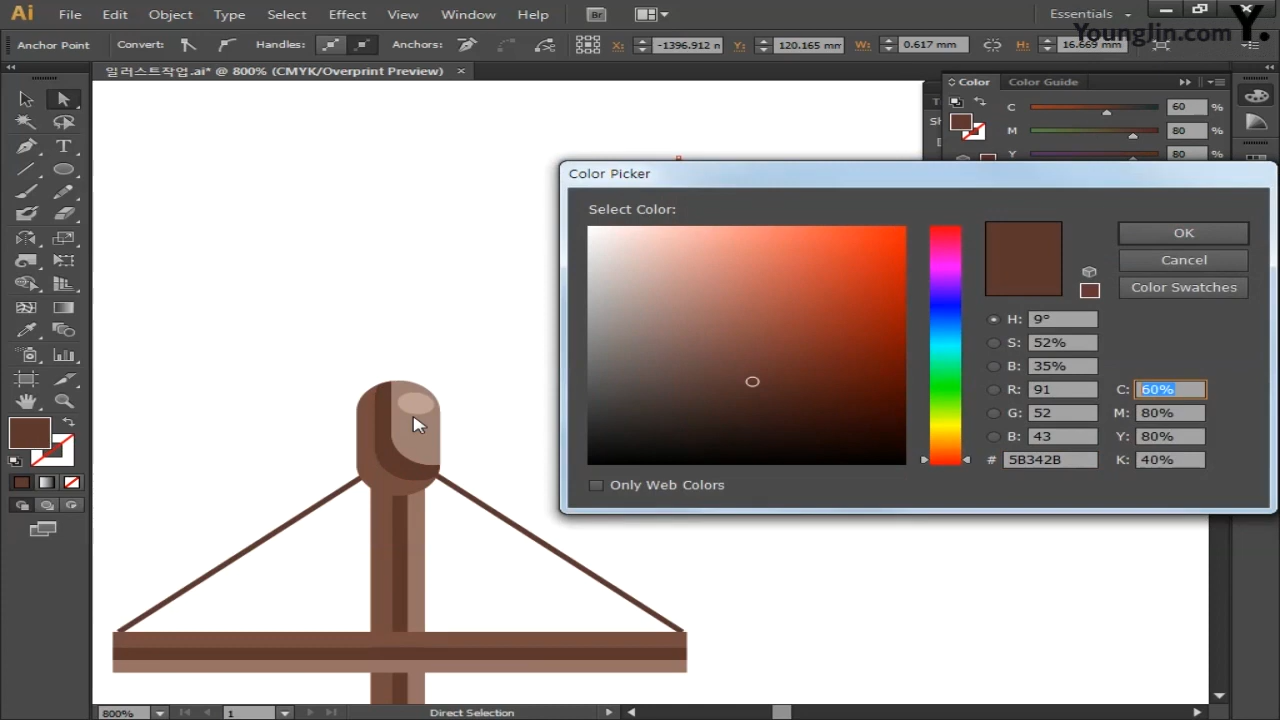 Ai File Edit Object Type Select Effect View Window Help Br Essentials
YoungJin.com Y.
Anchor Point Convert: Handles: Anchors: X: -1396.912 m Y: 120.165 mm W: 0.617 mm H: 16.669 mm
일러스트작업.ai* @ 800% (CMYK/Overprint Preview) ×
Color Color Guide
C 60 %
M 80 %
Y 80 %
Color Picker
Select Color:
OK
Cancel
Color Swatches
H: 9°
S: 52%
B: 35%
R: 91 C: 60%
G: 52 M: 80%
B: 43 Y: 80%
# 5B342B K: 40%
Only Web Colors
800% 1 Direct Selection